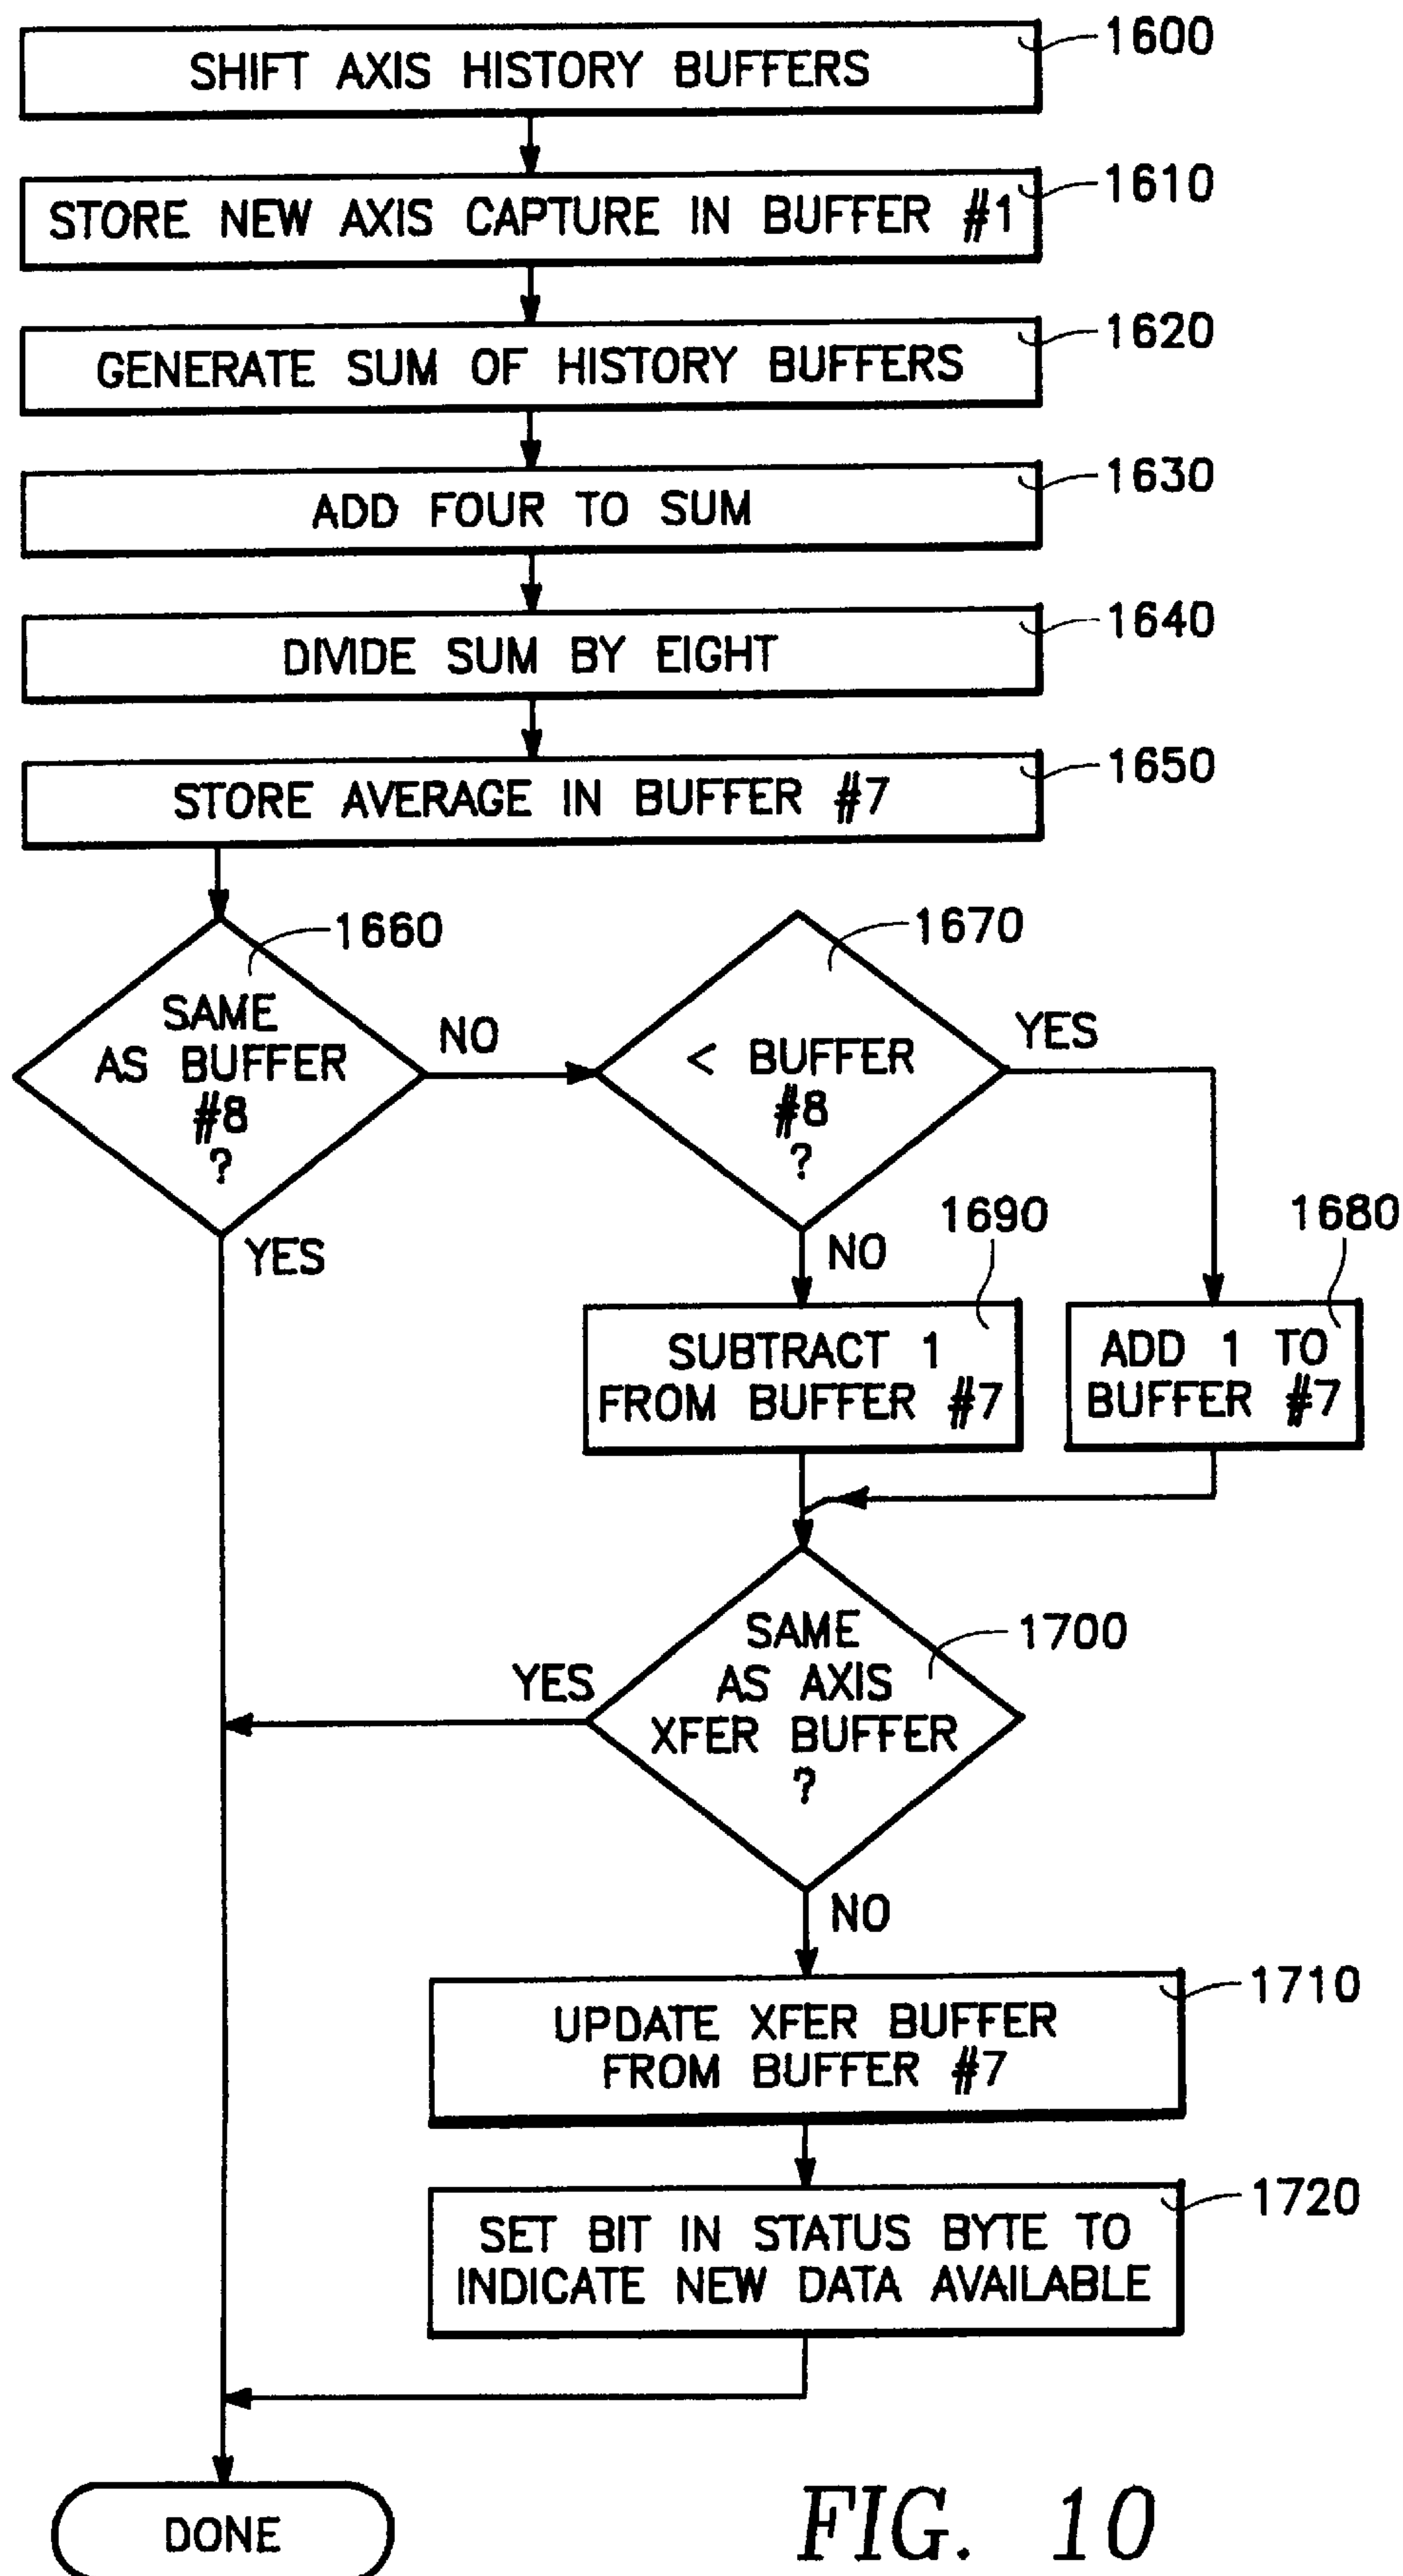 SHIFT AXIS HISTORY BUFFERS
1600
STORE NEW AXIS CAPTURE IN BUFFER #1
1610
GENERATE SUM OF HISTORY BUFFERS
1620
ADD FOUR TO SUM
1630
DIVIDE SUM BY EIGHT
1640
STORE AVERAGE IN BUFFER #7
1650
1660
SAME
AS BUFFER
#8
?
NO
YES
1670
< BUFFER
#8
?
YES
NO
1690
SUBTRACT 1
FROM BUFFER #7
1680
ADD 1 TO
BUFFER #7
1700
SAME
AS AXIS
XFER BUFFER
?
YES
NO
1710
UPDATE XFER BUFFER
FROM BUFFER #7
1720
SET BIT IN STATUS BYTE TO
INDICATE NEW DATA AVAILABLE
DONE
FIG. 10